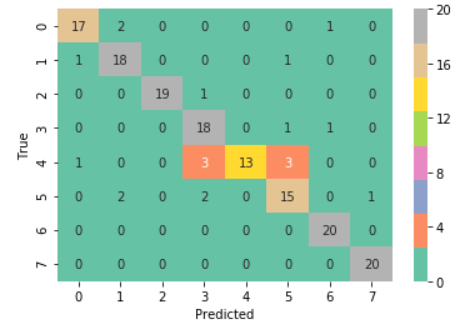 0 17 2 0 0 0 0 1 0
1 1 18 0 0 0 1 0 0
2 0 0 19 1 0 0 0 0
3 0 0 0 18 0 1 1 0
4 1 0 0 3 13 3 0 0
5 0 2 0 2 0 15 0 1
6 0 0 0 0 0 0 20 0
7 0 0 0 0 0 0 0 20
0 1 2 3 4 5 6 7
Predicted
True
20
16
12
8
4
0